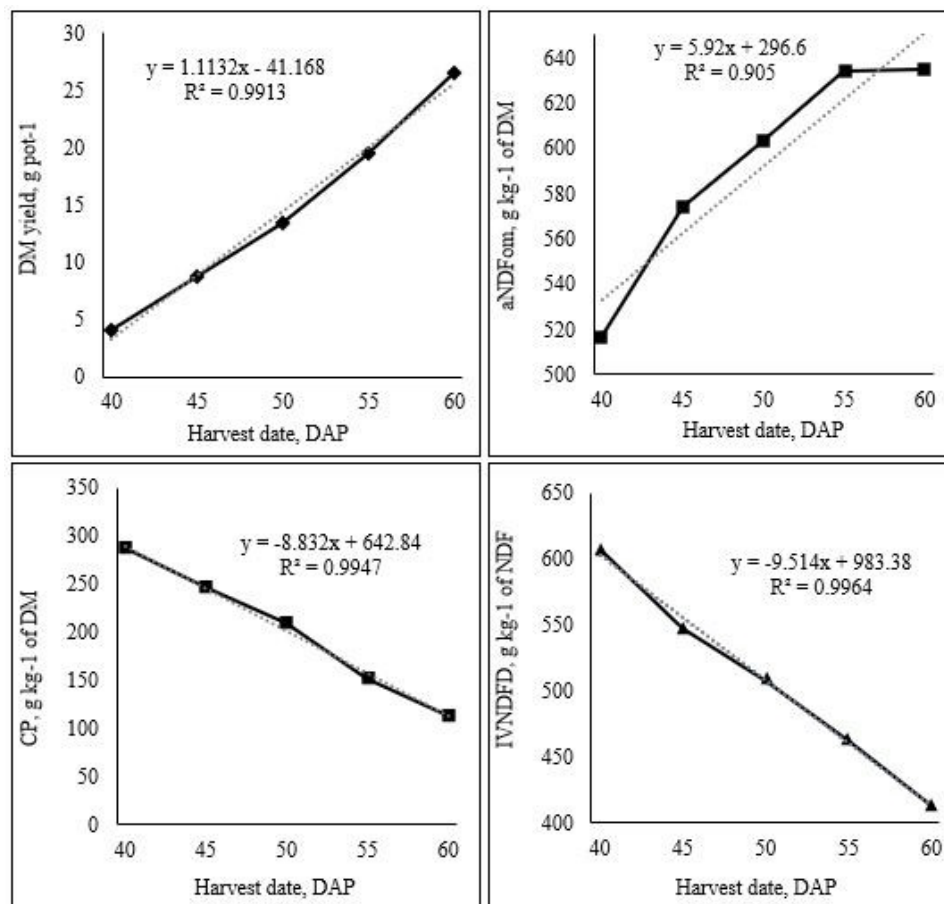 30
25
20
15
10
5
0
DM yield, g pot-1
y = 1.1132x - 41.168
R² = 0.9913
40 45 50 55 60
Harvest date, DAP
640
620
600
580
560
540
520
500
aNDFom, g kg-1 of DM
y = 5.92x + 296.6
R² = 0.905
40 45 50 55 60
Harvest date, DAP
350
300
250
200
150
100
50
0
CP, g kg-1 of DM
y = -8.832x + 642.84
R² = 0.9947
40 45 50 55 60
Harvest date, DAP
650
600
550
500
450
400
IVNDFD, g kg-1 of NDF
y = -9.514x + 983.38
R² = 0.9964
40 45 50 55 60
Harvest date, DAP